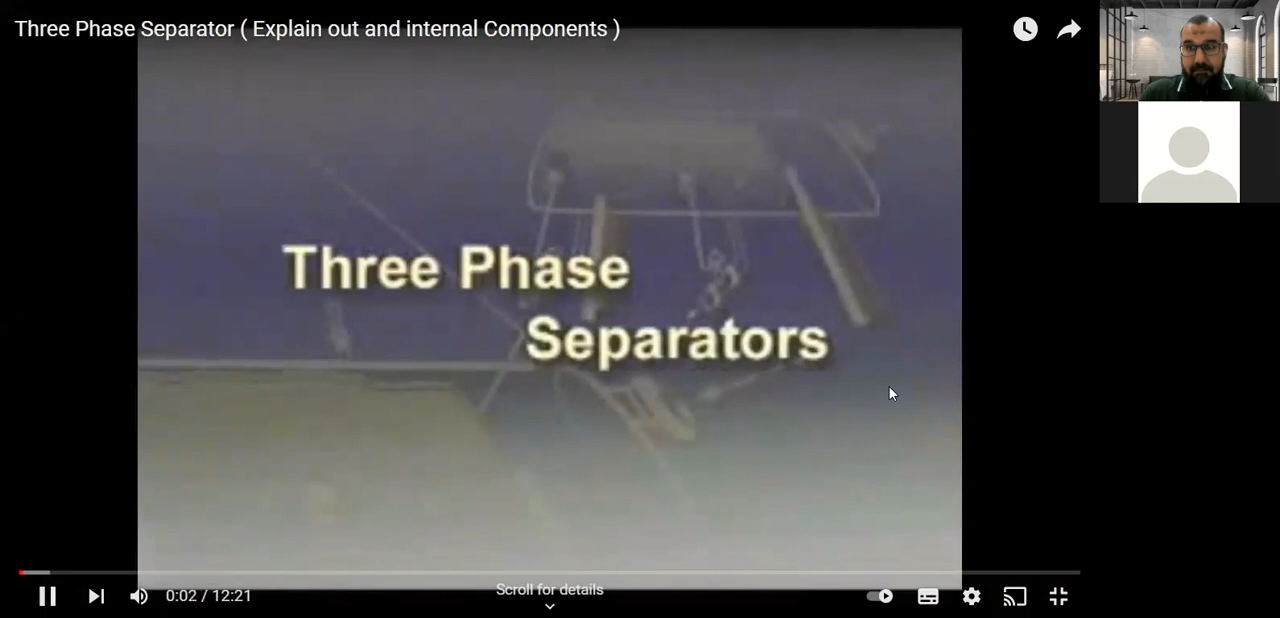 Three Phase Separator ( Explain out and internal Components )
Three Phase
Separators
0:02 / 12:21
Scroll for details